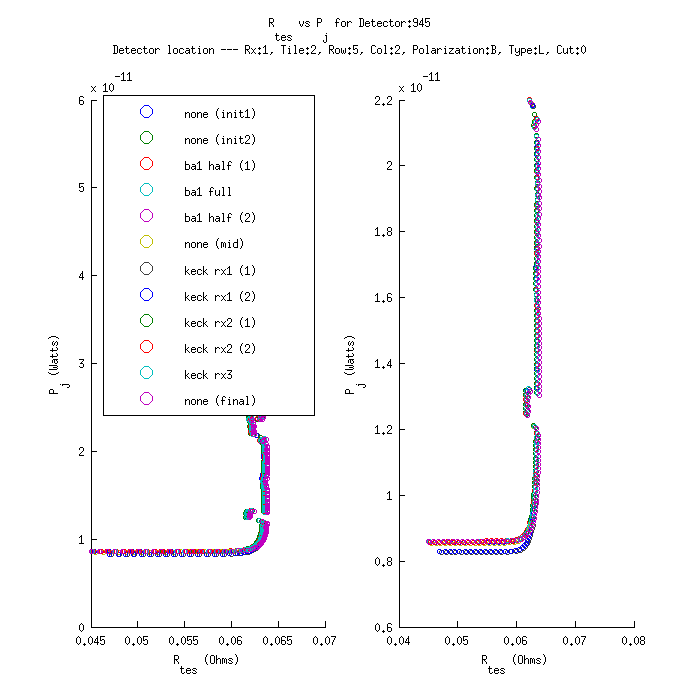 R    vs P  for Detector:945
tes    j
Detector location --- Rx:1, Tile:2, Row:5, Col:2, Polarization:B, Type:L, Cut:0
x 10^-11
6
5
4
3
2
1
0
P_j (Watts)
none (init1)
none (init2)
ba1 half (1)
ba1 full
ba1 half (2)
none (mid)
keck rx1 (1)
keck rx1 (2)
keck rx2 (1)
keck rx2 (2)
keck rx3
none (final)
0.045 0.05 0.055 0.06 0.065 0.07
R_tes (Ohms)
x 10^-11
2.2
2
1.8
1.6
1.4
1.2
1
0.8
0.6
P_j (Watts)
0.04 0.05 0.06 0.07 0.08
R_tes (Ohms)